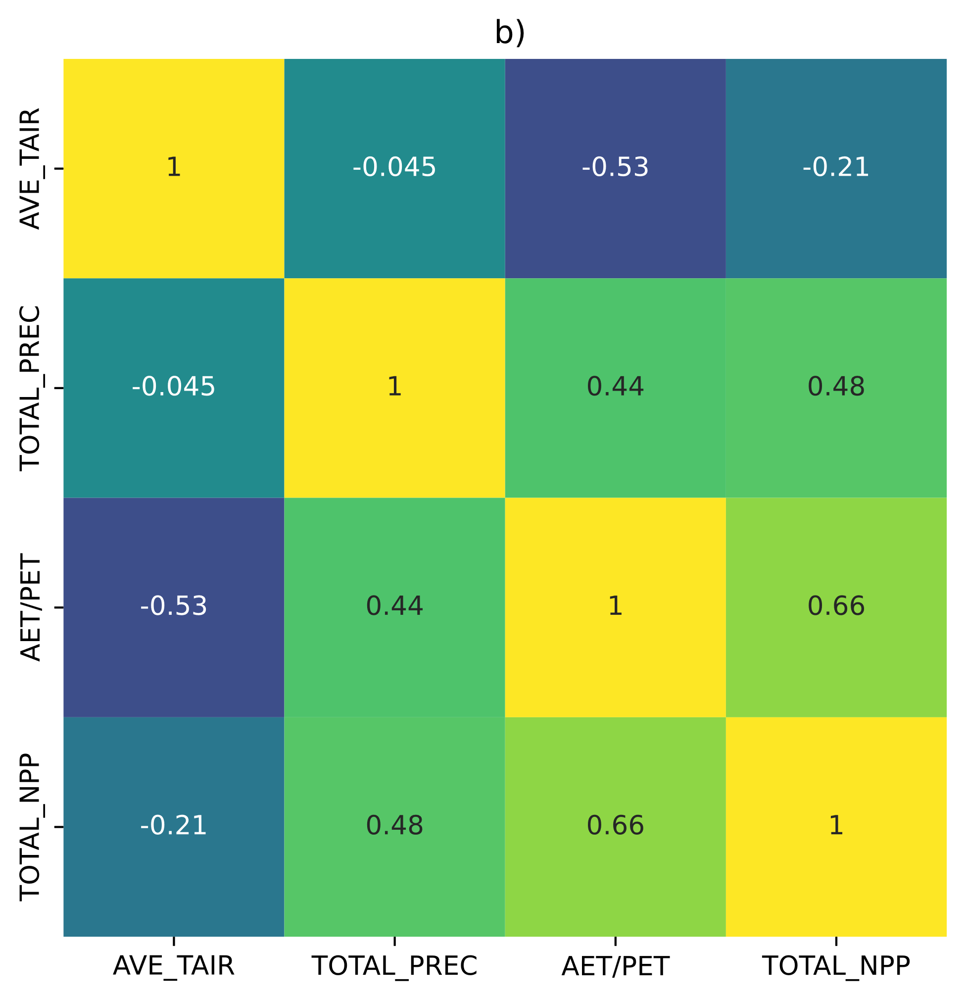 b)
AVE_TAIR
1
-0.045
-0.53
-0.21
TOTAL_PREC
-0.045
1
0.44
0.48
AET/PET
-0.53
0.44
1
0.66
TOTAL_NPP
-0.21
0.48
0.66
1
AVE_TAIR
TOTAL_PREC
AET/PET
TOTAL_NPP